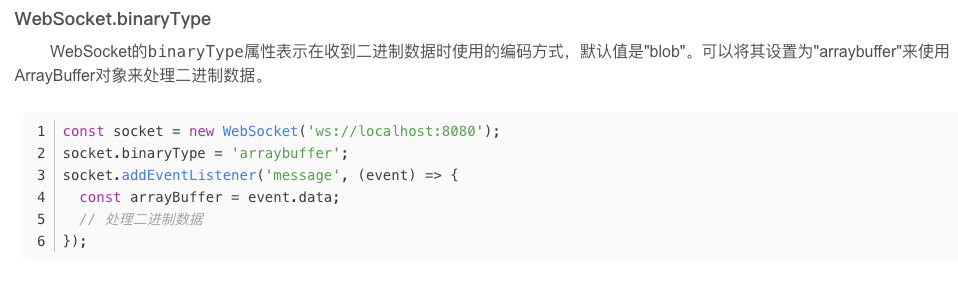 WebSocket.binaryType
WebSocket的binaryType属性表示在收到二进制数据时使用的编码方式，默认值是"blob"。可以将其设置为"arraybuffer"来使用
ArrayBuffer对象来处理二进制数据。
1 const socket = new WebSocket('ws://localhost:8080');
2 socket.binaryType = 'arraybuffer';
3 socket.addEventListener('message', (event) => {
4   const arrayBuffer = event.data;
5   // 处理二进制数据
6 });